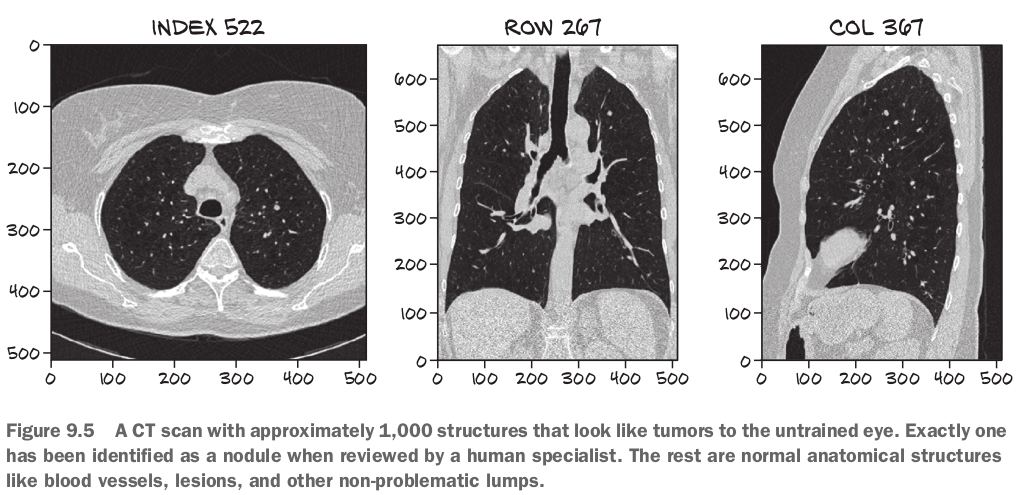 INDEX 522
ROW 267
COL 367
0
100
200
300
400
500
0 100 200 300 400 500
600
500
400
300
200
100
0
0 100 200 300 400 500
600
500
400
300
200
100
0
0 100 200 300 400 500
Figure 9.5 A CT scan with approximately 1,000 structures that look like tumors to the untrained eye. Exactly one
has been identified as a nodule when reviewed by a human specialist. The rest are normal anatomical structures
like blood vessels, lesions, and other non-problematic lumps.